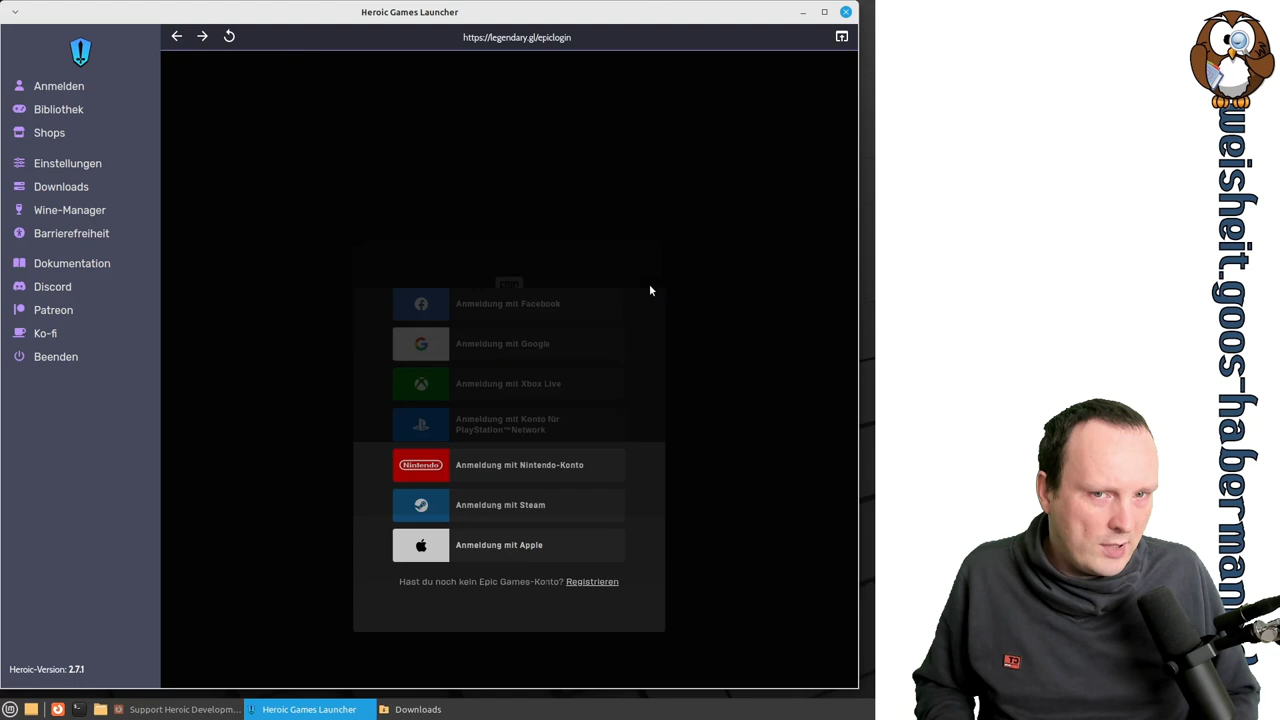 Heroic Games Launcher
https://legendary.gl/epiclogin
Anmelden
Bibliothek
Shops
Einstellungen
Downloads
Wine-Manager
Barrierefreiheit
Dokumentation
Discord
Patreon
Ko-fi
Beenden
Heroic-Version: 2.7.1
Anmeldung mit Facebook
Anmeldung mit Google
Anmeldung mit Xbox Live
Anmeldung mit Konto für
PlayStation™Network
Nintendo
Anmeldung mit Nintendo-Konto
Anmeldung mit Steam
Anmeldung mit Apple
Hast du noch kein Epic Games-Konto? Registrieren
Support Heroic Developm...
Heroic Games Launcher
Downloads
weisheit.goos-haberman